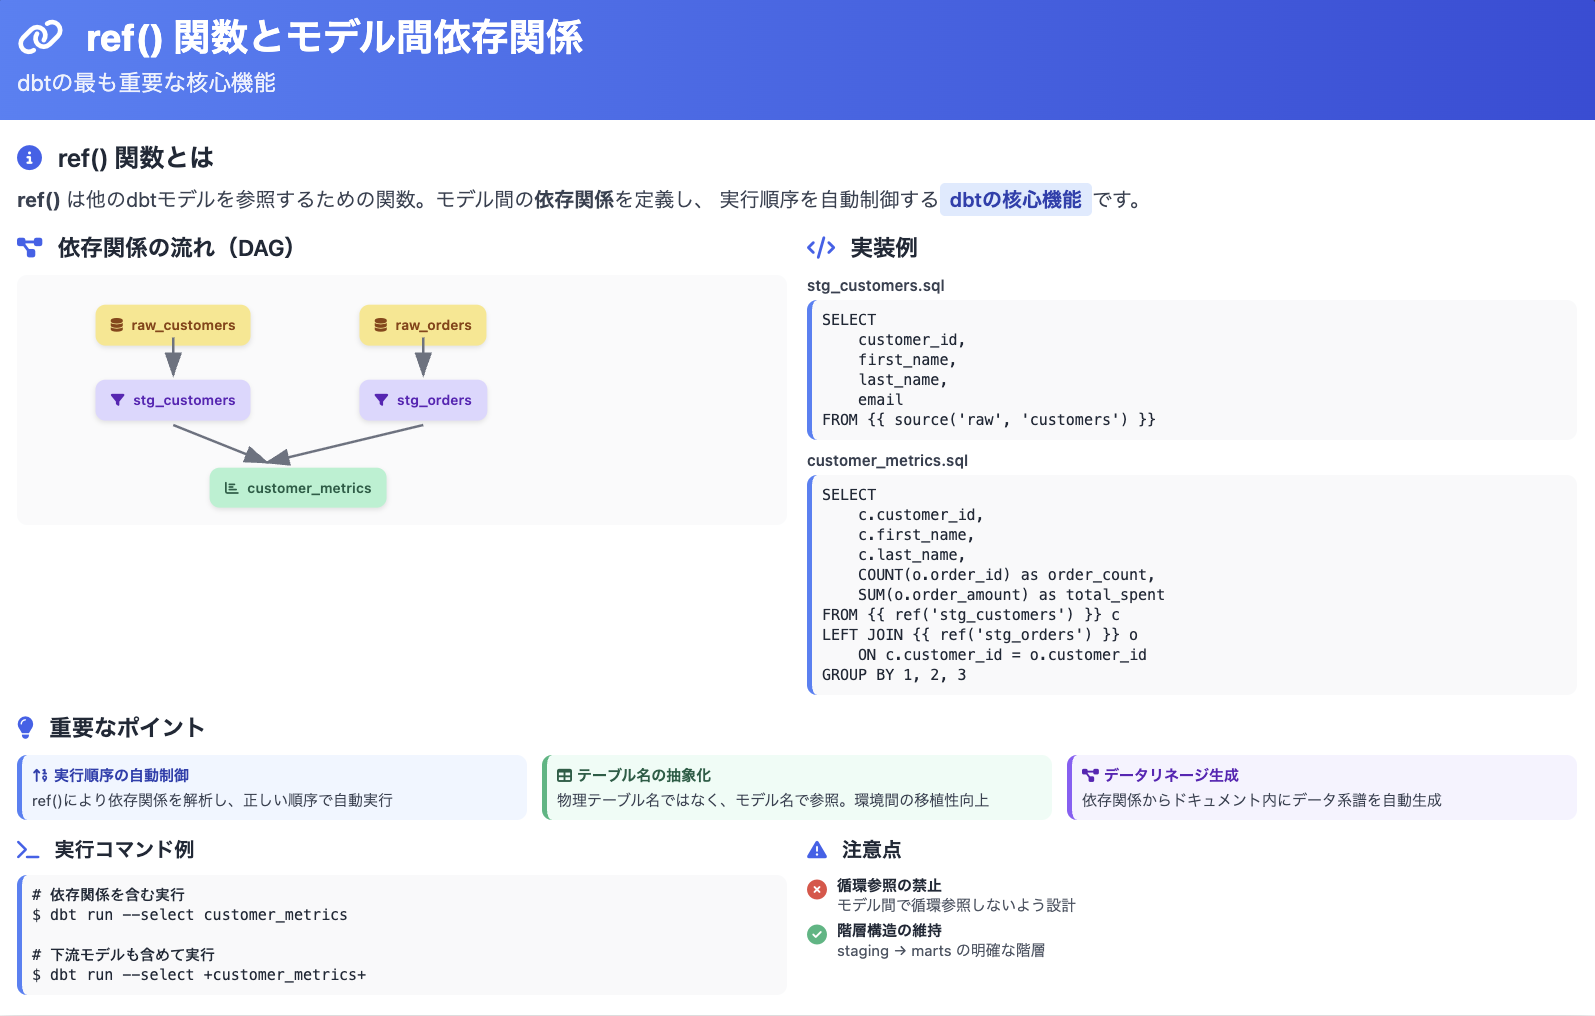 ref() 関数とモデル間依存関係
dbtの最も重要な核心機能
ref() 関数とは
ref() は他のdbtモデルを参照するための関数。モデル間の依存関係を定義し、 実行順序を自動制御する dbtの核心機能 です。
依存関係の流れ（DAG）
raw_customers
raw_orders
stg_customers
stg_orders
customer_metrics
実装例
stg_customers.sql
SELECT
    customer_id,
    first_name,
    last_name,
    email
FROM {{ source('raw', 'customers') }}
customer_metrics.sql
SELECT
    c.customer_id,
    c.first_name,
    c.last_name,
    COUNT(o.order_id) as order_count,
    SUM(o.order_amount) as total_spent
FROM {{ ref('stg_customers') }} c
LEFT JOIN {{ ref('stg_orders') }} o
    ON c.customer_id = o.customer_id
GROUP BY 1, 2, 3
重要なポイント
実行順序の自動制御
ref()により依存関係を解析し、正しい順序で自動実行
テーブル名の抽象化
物理テーブル名ではなく、モデル名で参照。環境間の移植性向上
データリネージ生成
依存関係からドキュメント内にデータ系譜を自動生成
実行コマンド例
# 依存関係を含む実行
$ dbt run --select customer_metrics
# 下流モデルも含めて実行
$ dbt run --select +customer_metrics+
注意点
循環参照の禁止
モデル間で循環参照しないよう設計
階層構造の維持
staging → marts の明確な階層